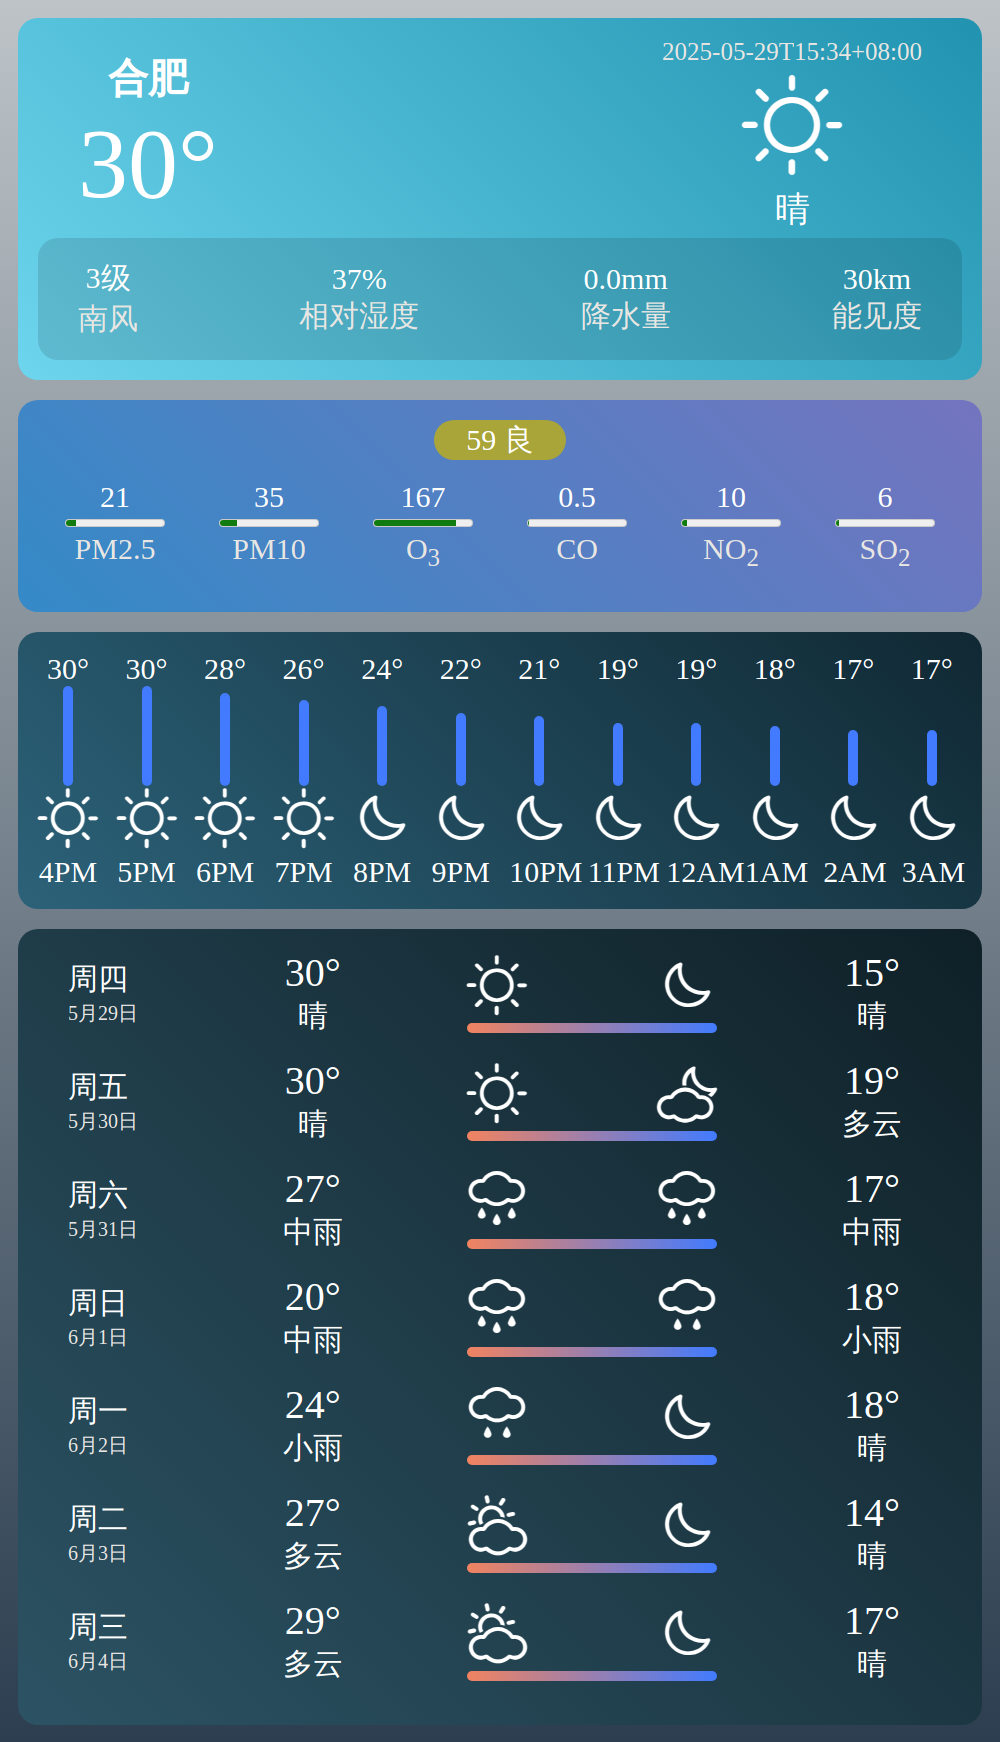 合肥
30°
2025-05-29T15:34+08:00
晴
3级 37% 0.0mm 30km
南风 相对湿度 降水量 能见度
59 良
21 35 167 0.5 10 6
PM2.5 PM10 O3 CO NO2 SO2
30° 30° 28° 26° 24° 22° 21° 19° 19° 18° 17° 17°
4PM 5PM 6PM 7PM 8PM 9PM 10PM 11PM 12AM 1AM 2AM 3AM
周四 30° 15°
5月29日 晴 晴
周五 30° 19°
5月30日 晴 多云
周六 27° 17°
5月31日 中雨 中雨
周日 20° 18°
6月1日 中雨 小雨
周一 24° 18°
6月2日 小雨 晴
周二 27° 14°
6月3日 多云 晴
周三 29° 17°
6月4日 多云 晴